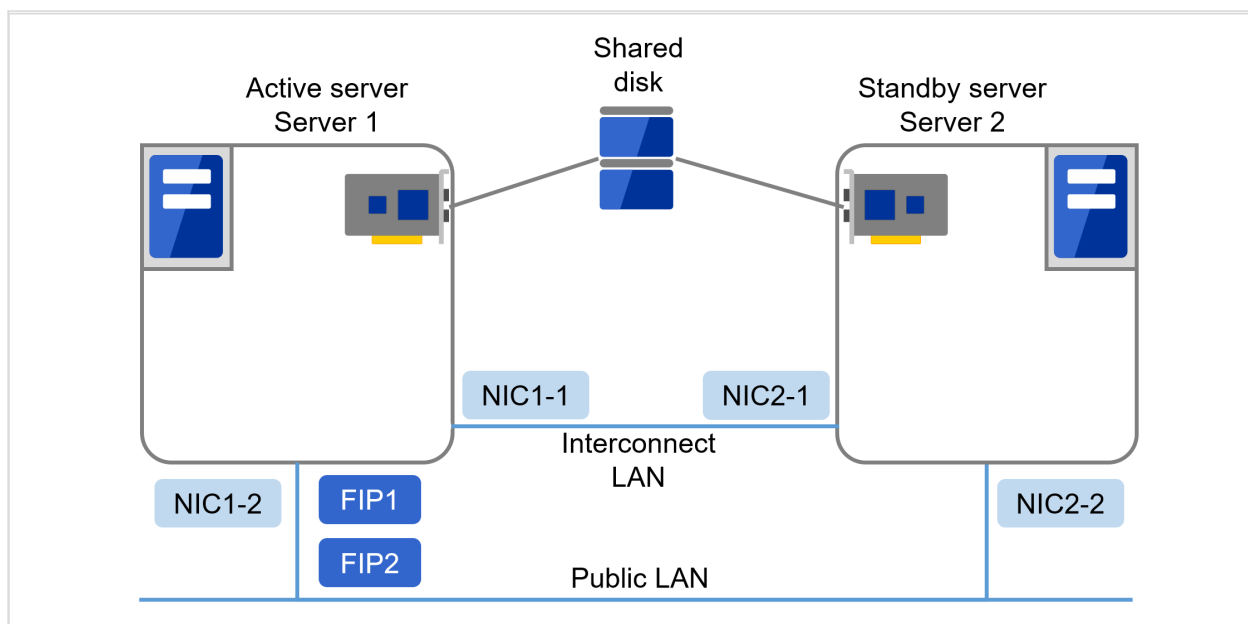 Shared
disk
Active server
Server 1
Standby server
Server 2
NIC1-1
NIC2-1
Interconnect
LAN
NIC1-2
FIP1
NIC2-2
FIP2
Public LAN